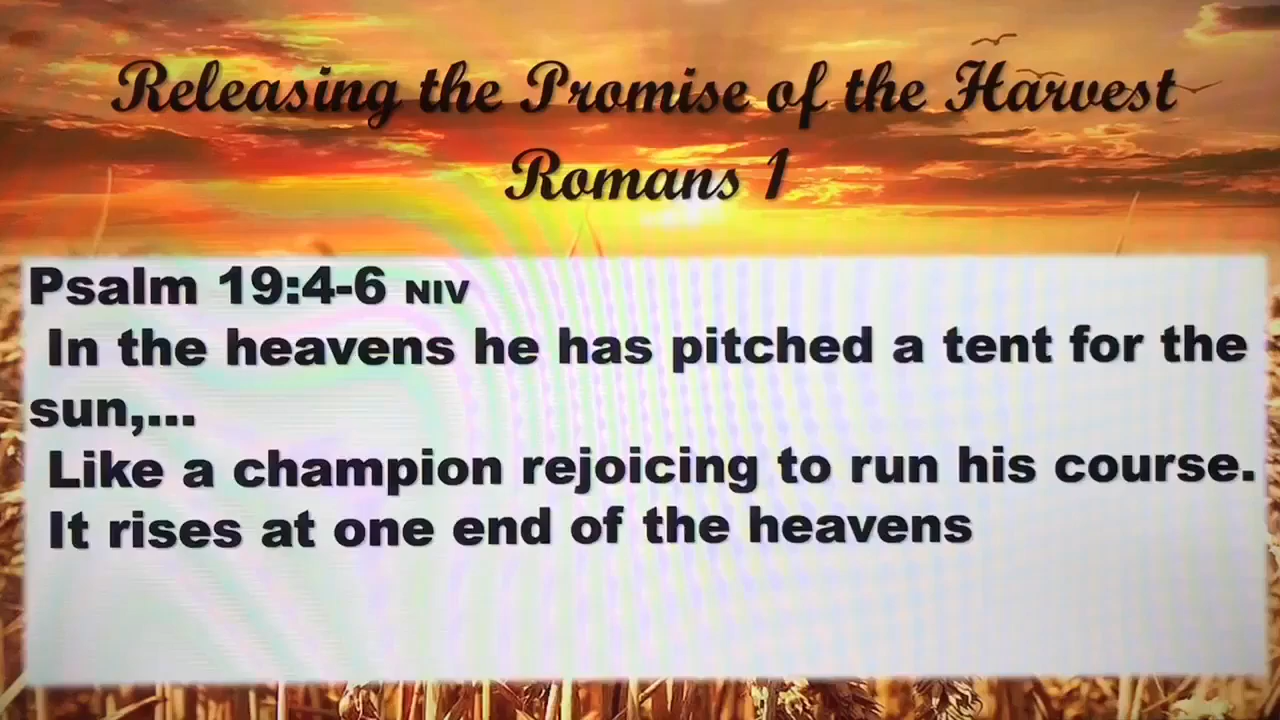 Releasing the Promise of the Harvest
Romans 1
Psalm 19:4-6 NIV
In the heavens he has pitched a tent for the
sun,...
Like a champion rejoicing to run his course.
It rises at one end of the heavens